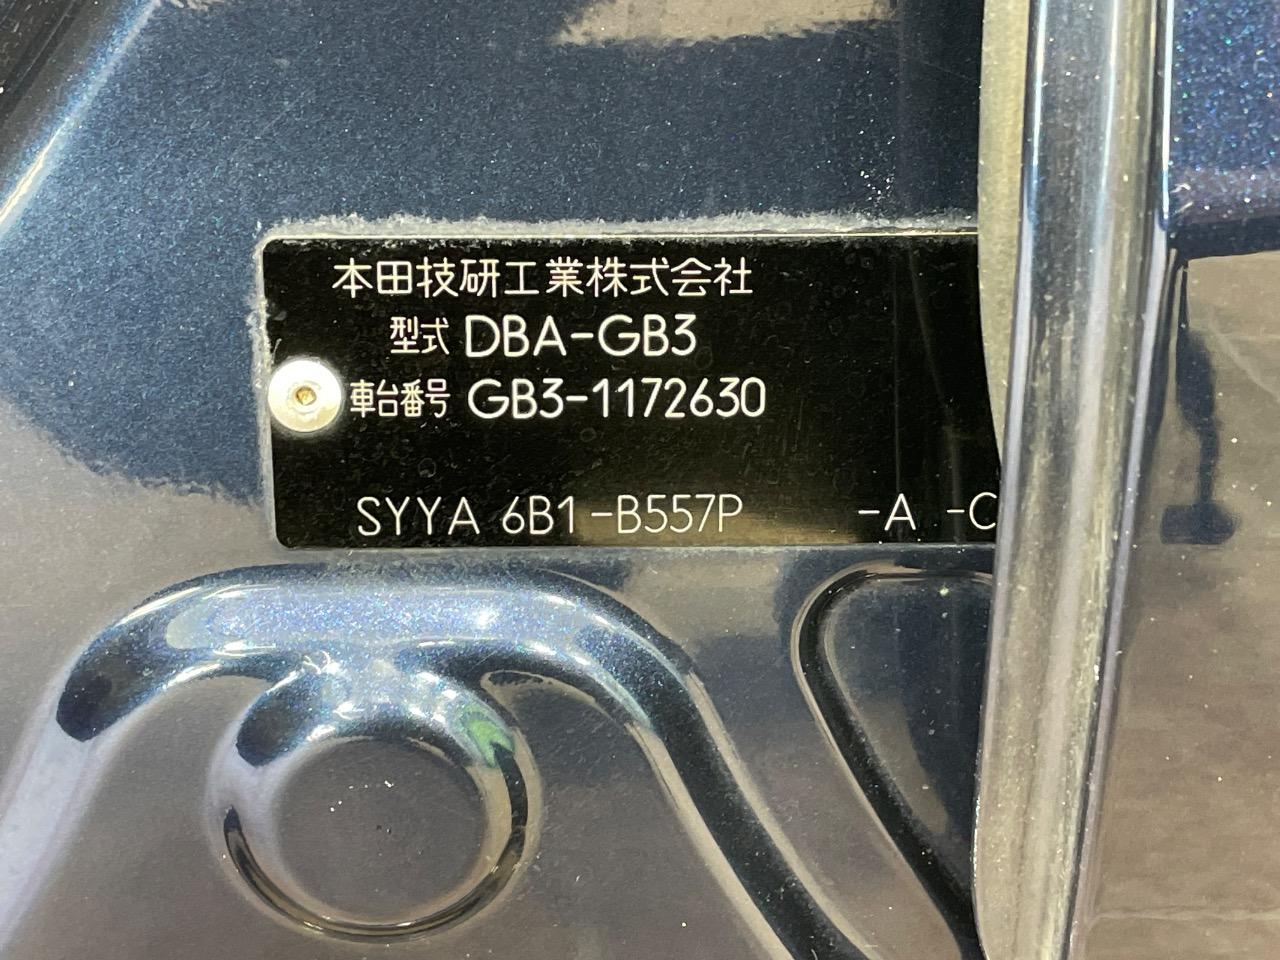 本田技研工業株式会社
型式 DBA-GB3
車台番号 GB3-1172630
SYYA 6B1-B557P -A -C